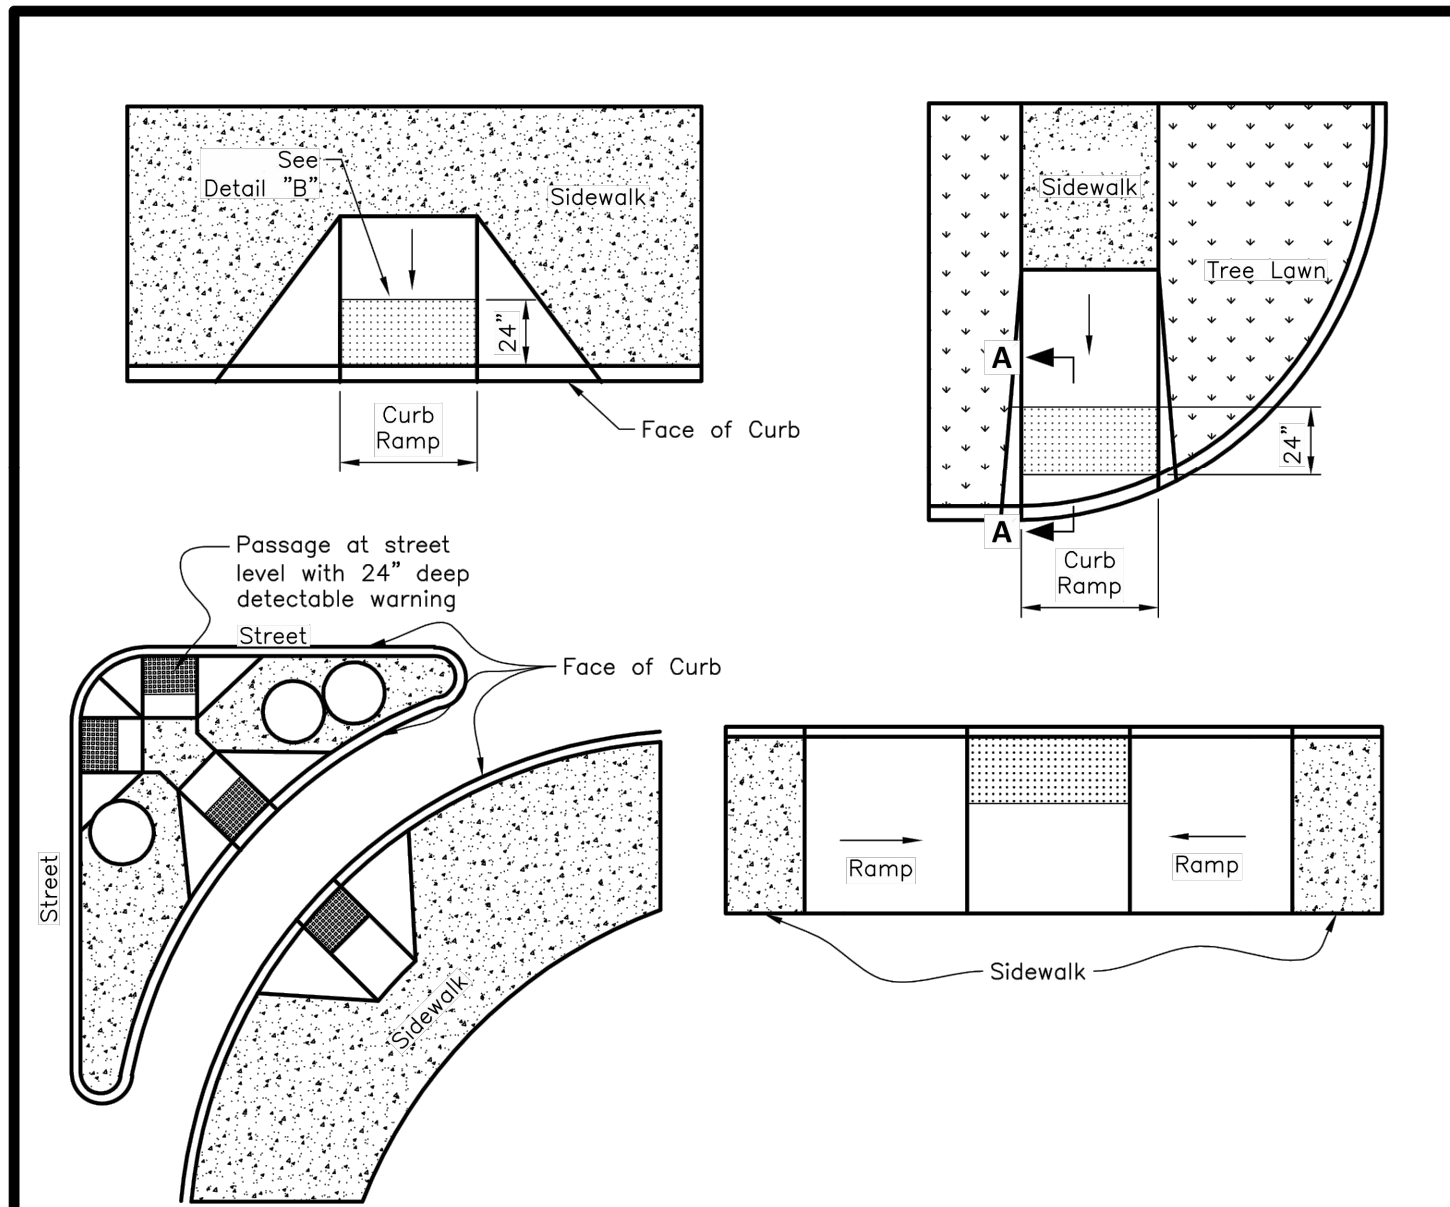 See
Detail "B"
Sidewalk
24"
Curb
Ramp
Face of Curb
Sidewalk
Tree Lawn
A
24"
A
Curb
Ramp
Passage at street
level with 24" deep
detectable warning
Street
Face of Curb
Street
Sidewalk
Ramp
Ramp
Sidewalk